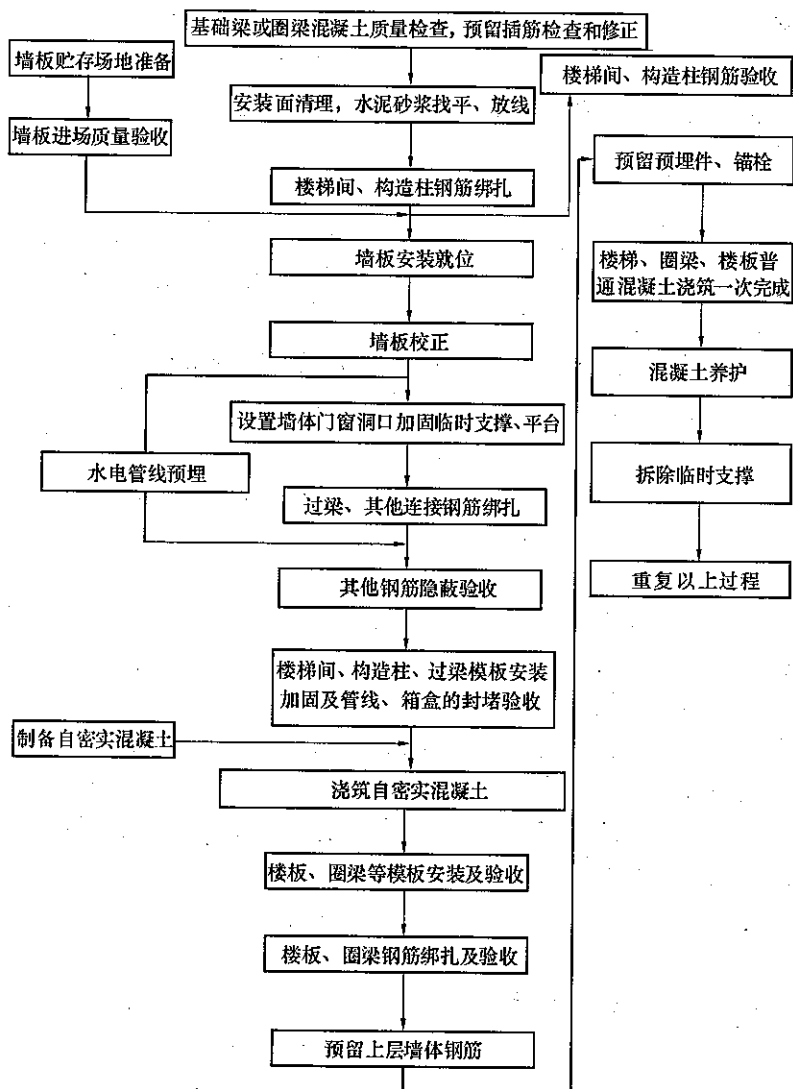 基础梁或圈梁混凝土质量检查，预留插筋检查和修正
墙板贮存场地准备
楼梯间、构造柱钢筋验收
安装面清理，水泥砂浆找平、放线
墙板进场质量验收
预留预埋件、锚栓
楼梯间、构造柱钢筋绑扎
墙板安装就位
楼梯、圈梁、楼板普
通混凝土浇筑一次完成
墙板校正
混凝土养护
设置墙体门窗洞口加固临时支撑、平台
水电管线预埋
拆除临时支撑
过梁、其他连接钢筋绑扎
其他钢筋隐蔽验收
重复以上过程
楼梯间、构造柱、过梁模板安装
加固及管线、箱盒的封堵验收
制备自密实混凝土
浇筑自密实混凝土
楼板、圈梁等模板安装及验收
楼板、圈梁钢筋绑扎及验收
预留上层墙体钢筋